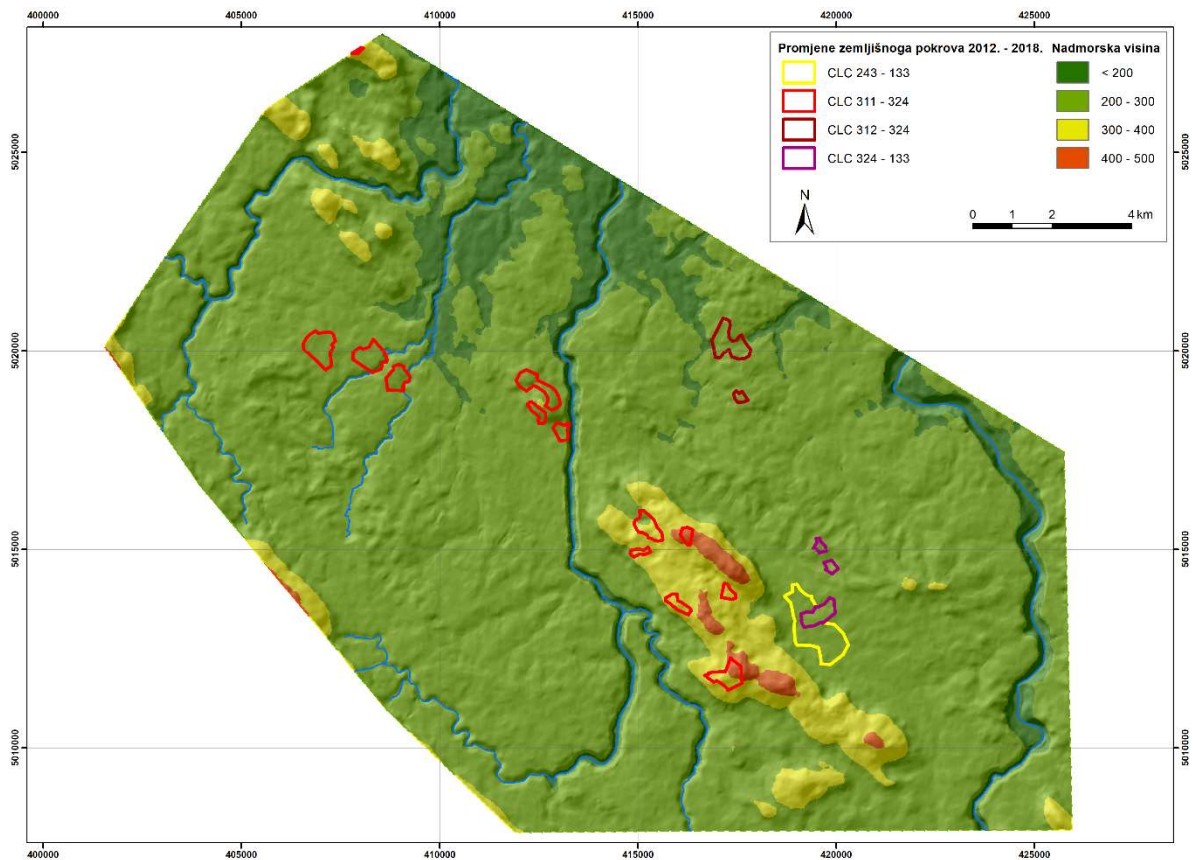 400000 405000 410000 415000 420000 425000
Promjene zemljišnoga pokrova 2012. - 2018. Nadmorska visina
CLC 243 - 133 < 200
CLC 311 - 324 200 - 300
CLC 312 - 324 300 - 400
CLC 324 - 133 400 - 500
N
0 1 2 4 km
5025000 5025000
5020000 5020000
5015000 5015000
5010000 5010000
400000 405000 410000 415000 420000 425000